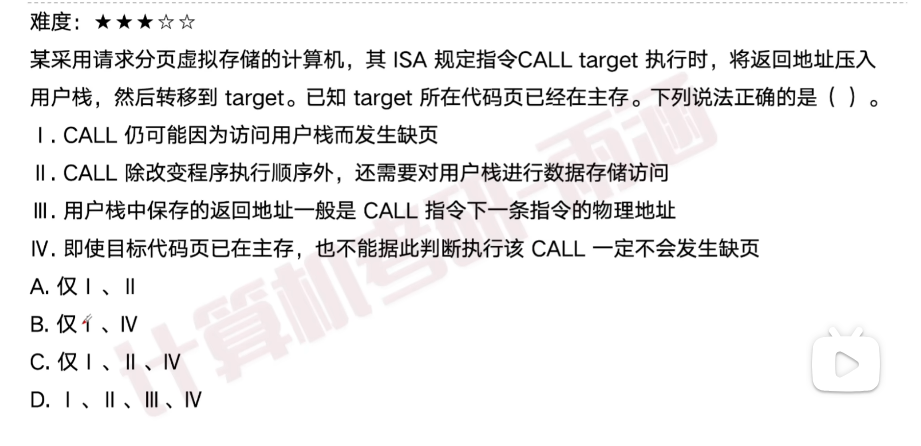 难度：★★★☆☆
某采用请求分页虚拟存储的计算机，其 ISA 规定指令CALL target 执行时，将返回地址压入
用户栈，然后转移到 target。已知 target 所在代码页已经在主存。下列说法正确的是（ ）。
Ⅰ. CALL 仍可能因为访问用户栈而发生缺页
Ⅱ. CALL 除改变程序执行顺序外，还需要对用户栈进行数据存储访问
Ⅲ. 用户栈中保存的返回地址一般是 CALL 指令下一条指令的物理地址
Ⅳ. 即使目标代码页已在主存，也不能据此判断执行该 CALL 一定不会发生缺页
A. 仅Ⅰ、Ⅱ
B. 仅Ⅰ、Ⅳ
C. 仅Ⅰ、Ⅱ、Ⅳ
D. Ⅰ、Ⅱ、Ⅲ、Ⅳ
计算机考研-雨涵